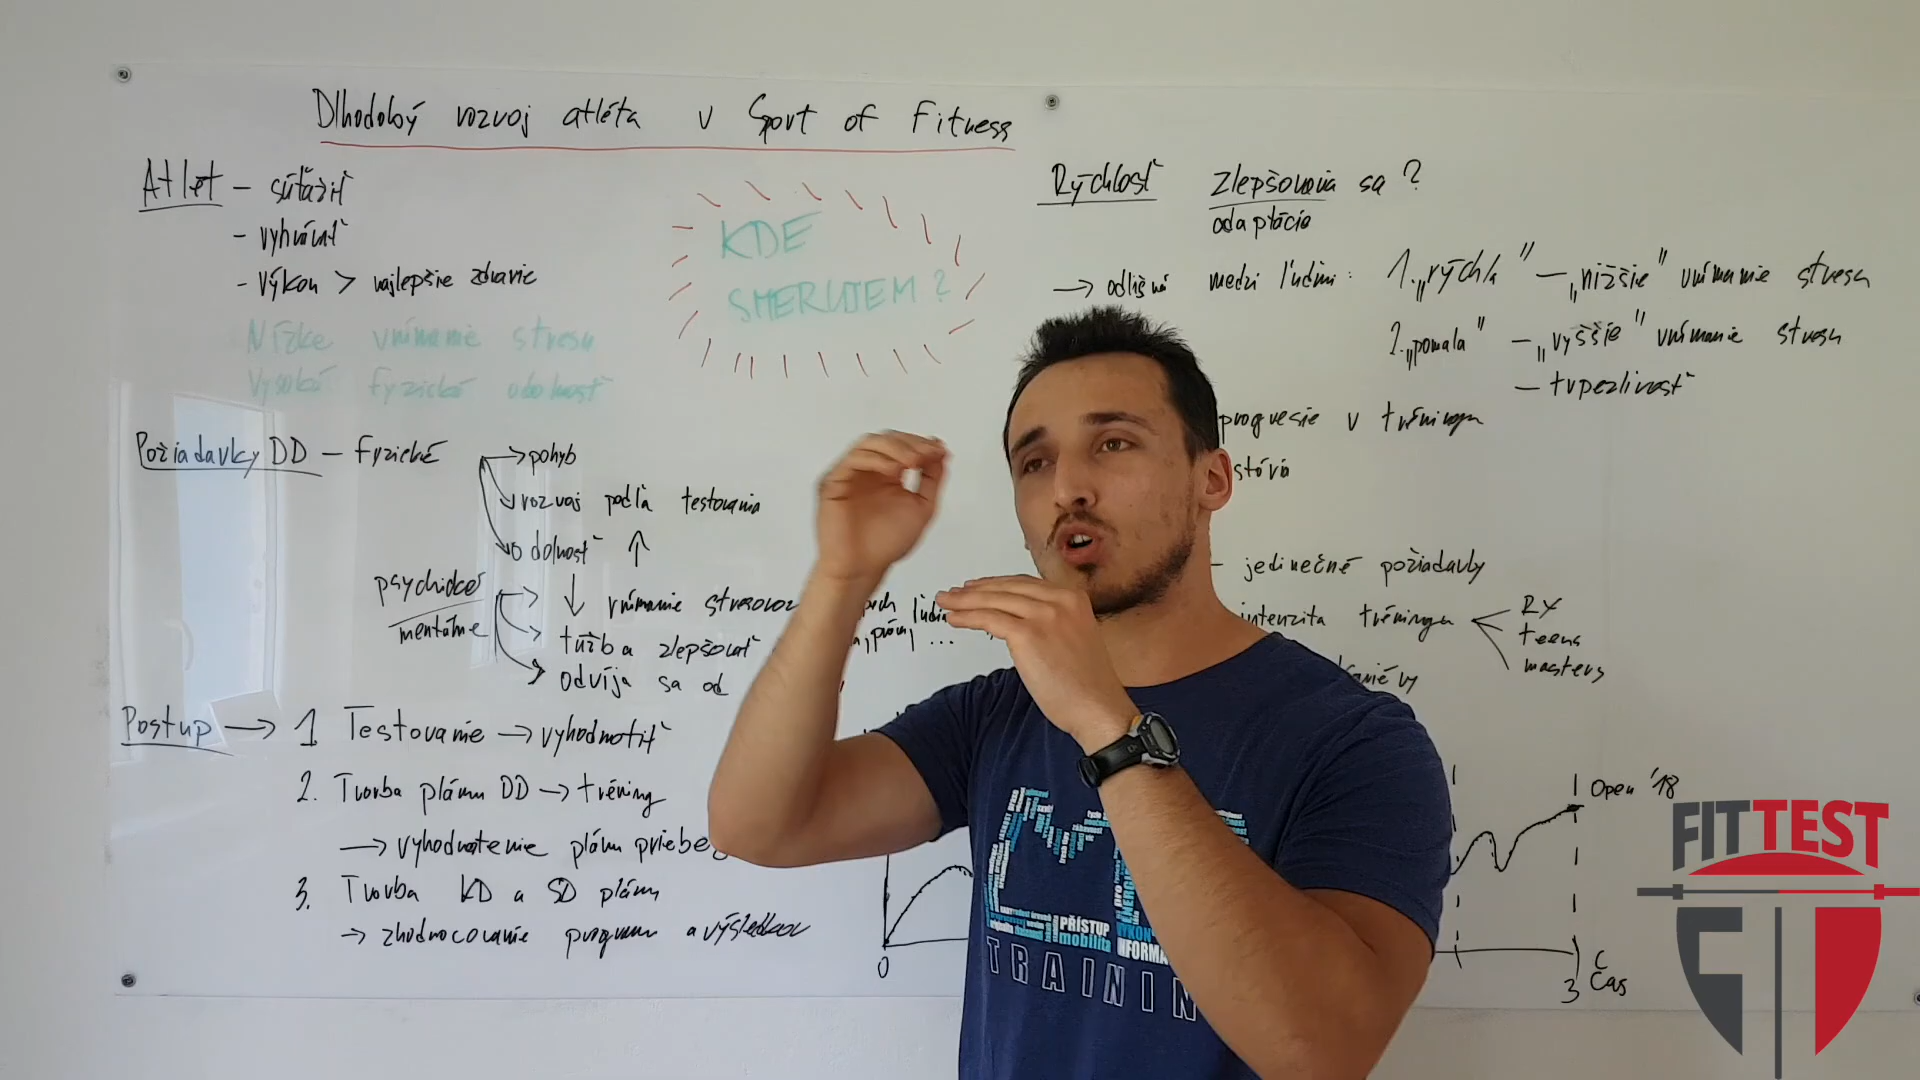 Dlhodobý rozvoj atléta v Sport of Fitness
Atlét - súťažiť
- vyhrávať
- výkon > najlepšie zdravie
Nízke vnímanie stresu
Vysoká fyzická odolnosť
KDE
SMERUJEM?
Požiadavky DD - fyzické
→ pohyb
rozvoj podľa testovania
odolnosť ↑
psychické
mentálne
→ ↓ vnímanie
túžba zlepšovať
odvíja sa od
Postup → 1 Testovanie → vyhodnotiť
2. Tvorba plánu DD → tréning
→ vyhodnotenie plánu
3. Tvorba KD a SD plánu
→ zhodnocovanie programu a výsledkov
Rýchlosť zlepšovania sa?
adaptácia
→ odlišná medzi ľuďmi: 1. „rýchla" - „nižšie" vnímanie stresu
2. „pomala" - „vyššie" vnímanie stresu
- trpezlivosť
progresie v tréningu
- jedinečné požiadavky
intenzita tréningu
RX
teens
masters
Open '18
0
3
Čas
PŘÍSTUP
mobilita
TRAININ
FITTEST